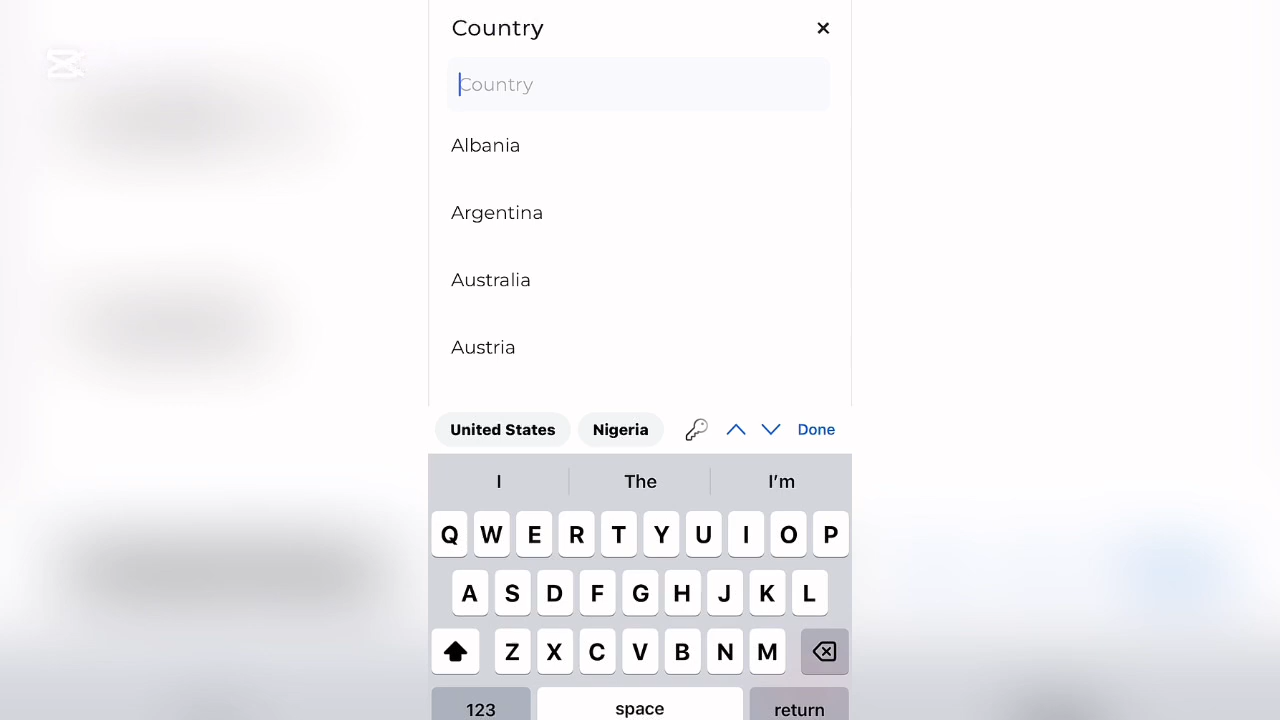 Country
Country
Albania
Argentina
Australia
Austria
United States Nigeria Done
I The I'm
Q W E R T Y U I O P
A S D F G H J K L
Z X C V B N M
123 space return